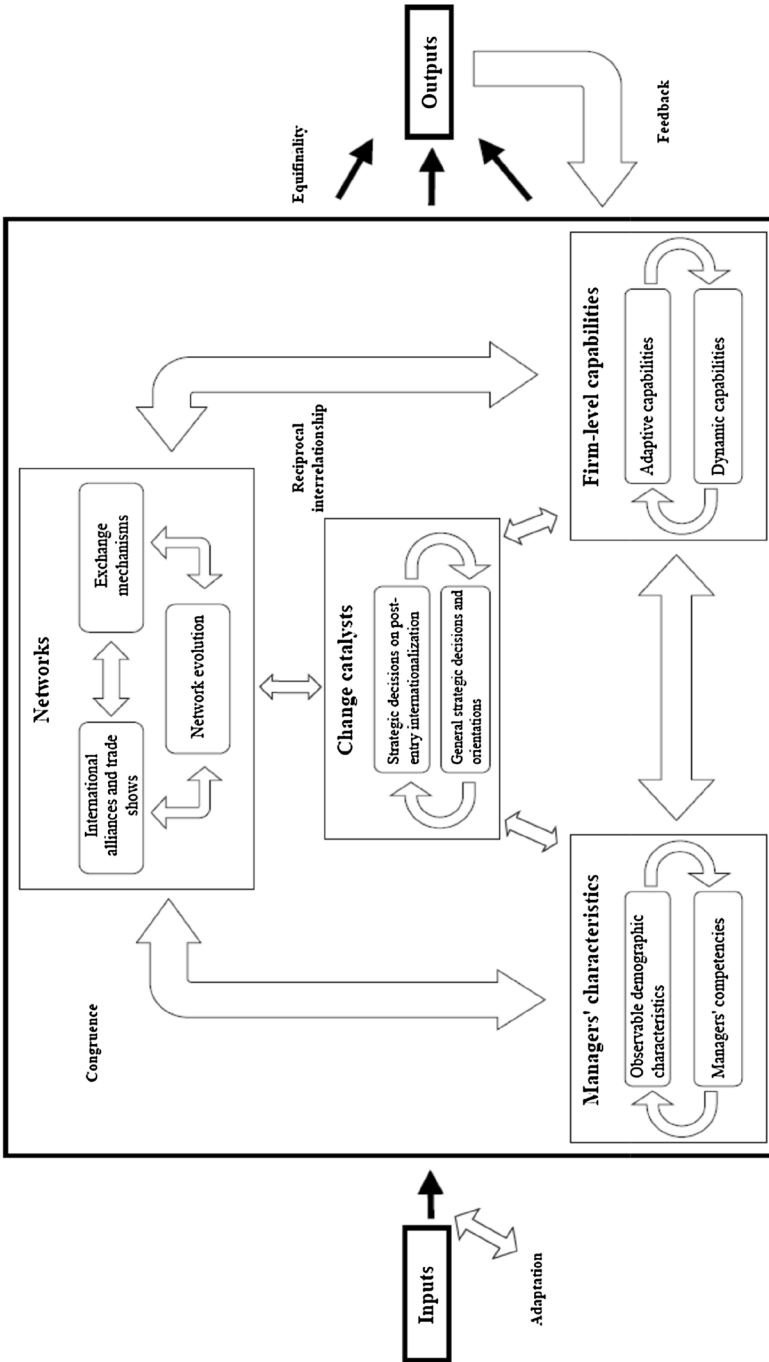 Inputs
Adaptation
Congruence
Networks
International
alliances and trade
shows
Exchange
mechanisms
Network evolution
Reciprocal
interrelationship
Change catalysts
Strategic decisions on post-
entry internationalization
General strategic decisions and
orientations
Managers' characteristics
Observable demographic
characteristics
Managers' competencies
Firm-level capabilities
Adaptive capabilities
Dynamic capabilities
Equifinality
Outputs
Feedback